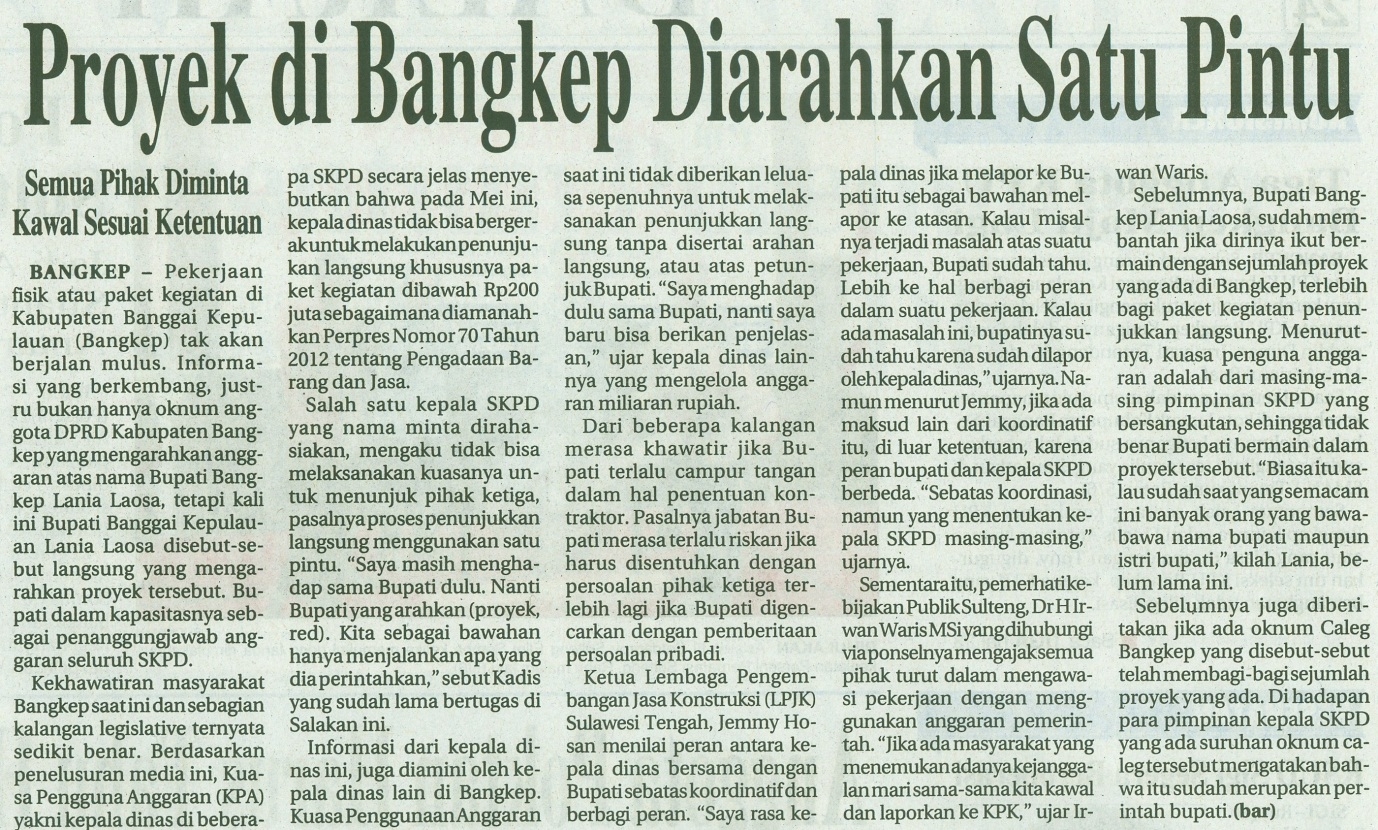 Proyek di Bangkep Diarahkan Satu Pintu
Semua Pihak Diminta
Kawal Sesuai Ketentuan
BANGKEP – Pekerjaan
fisik atau paket kegiatan di
Kabupaten Banggai Kepu-
lauan (Bangkep) tak akan
berjalan mulus. Informa-
si yang berkembang, just-
ru bukan hanya oknum ang-
gota DPRD Kabupaten Bang-
kep yang mengarahkan angg-
aran atas nama Bupati Bang-
kep Lania Laosa, tetapi kali
ini Bupati Banggai Kepulau-
an Lania Laosa disebut-se-
but langsung yang menga-
rahkan proyek tersebut. Bu-
pati dalam kapasitasnya seb-
agai penanggungjawab ang-
garan seluruh SKPD.
Kekhawatiran masyarakat
Bangkep saat ini dan sebagian
kalangan legislative ternyata
sedikit benar. Berdasarkan
penelusuran media ini, Kua-
sa Pengguna Anggaran (KPA)
yakni kepala dinas di bebera-
pa SKPD secara jelas menye-
butkan bahwa pada Mei ini,
kepala dinas tidak bisa berger-
ak untuk melakukan penunju-
kan langsung khususnya pa-
ket kegiatan dibawah Rp200
juta sebagaimana diamanah-
kan Perpres Nomor 70 Tahun
2012 tentang Pengadaan Ba-
rang dan Jasa.
Salah satu kepala SKPD
yang nama minta diraha-
siakan, mengaku tidak bisa
melaksanakan kuasanya un-
tuk menunjuk pihak ketiga,
pasalnya proses penunjukkan
langsung menggunakan satu
pintu. “Saya masih mengha-
dap sama Bupati dulu. Nanti
Bupati yang arahkan (proyek,
red). Kita sebagai bawahan
hanya menjalankan apa yang
dia perintahkan,” sebut Kadis
yang sudah lama bertugas di
Salakan ini.
Informasi dari kepala di-
nas ini, juga diamini oleh ke-
pala dinas lain di Bangkep.
Kuasa Penggunaan Anggaran
saat ini tidak diberikan lelua-
sa sepenuhnya untuk melak-
sanakan penunjukkan lang-
sung tanpa disertai arahan
langsung, atau atas petun-
juk Bupati. “Saya menghadap
dulu sama Bupati, nanti saya
baru bisa berikan penjelas-
an,” ujar kepala dinas lain-
nya yang mengelola angga-
ran miliaran rupiah.
Dari beberapa kalangan
merasa khawatir jika Bu-
pati terlalu campur tangan
dalam hal penentuan kon-
traktor. Pasalnya jabatan Bu-
pati merasa terlalu riskan jika
harus disentuhkan dengan
persoalan pihak ketiga ter-
lebih lagi jika Bupati digen-
carkan dengan pemberitaan
persoalan pribadi.
Ketua Lembaga Pengem-
bangan Jasa Konstruksi (LPJK)
Sulawesi Tengah, Jemmy Ho-
san menilai peran antara ke-
pala dinas bersama dengan
Bupati sebatas koordinatif dan
berbagi peran. “Saya rasa ke-
pala dinas jika melapor ke Bu-
pati itu sebagai bawahan mel-
apor ke atasan. Kalau misal-
nya terjadi masalah atas suatu
pekerjaan, Bupati sudah tahu.
Lebih ke hal berbagi peran
dalam suatu pekerjaan. Kalau
ada masalah ini, bupatinya su-
dah tahu karena sudah dilapor
oleh kepala dinas,” ujarnya. Na-
mun menurut Jemmy, jika ada
maksud lain dari koordinatif
itu, di luar ketentuan, karena
peran bupati dan kepala SKPD
berbeda. “Sebatas koordinasi,
namun yang menentukan ke-
pala SKPD masing-masing,”
ujarnya.
Sementara itu, pemerhati ke-
bijakan Publik Sulteng, Dr H Ir-
wan Waris MSi yang dihubungi
via ponselnya mengajak semua
pihak turut dalam mengawa-
si pekerjaan dengan meng-
gunakan anggaran pemerin-
tah. “Jika ada masyarakat yang
menemukan adanya kejangga-
lan mari sama-sama kita kawal
dan laporkan ke KPK,” ujar Ir-
wan Waris.
Sebelumnya, Bupati Bang-
kep Lania Laosa, sudah mem-
bantah jika dirinya ikut ber-
main dengan sejumlah proyek
yang ada di Bangkep, terlebih
bagi paket kegiatan penun-
jukkan langsung. Menurut-
nya, kuasa penguna angga-
ran adalah dari masing-ma-
sing pimpinan SKPD yang
bersangkutan, sehingga tidak
benar Bupati bermain dalam
proyek tersebut. “Biasa itu ka-
lau sudah saat yang semacam
ini banyak orang yang bawa-
bawa nama bupati maupun
istri bupati,” kilah Lania, be-
lum lama ini.
Sebelumnya juga diberi-
takan jika ada oknum Caleg
Bangkep yang disebut-sebut
telah membagi-bagi sejumlah
proyek yang ada. Di hadapan
para pimpinan kepala SKPD
yang ada suruhan oknum ca-
leg tersebut mengatakan bah-
wa itu sudah merupakan per-
intah bupati.(bar)